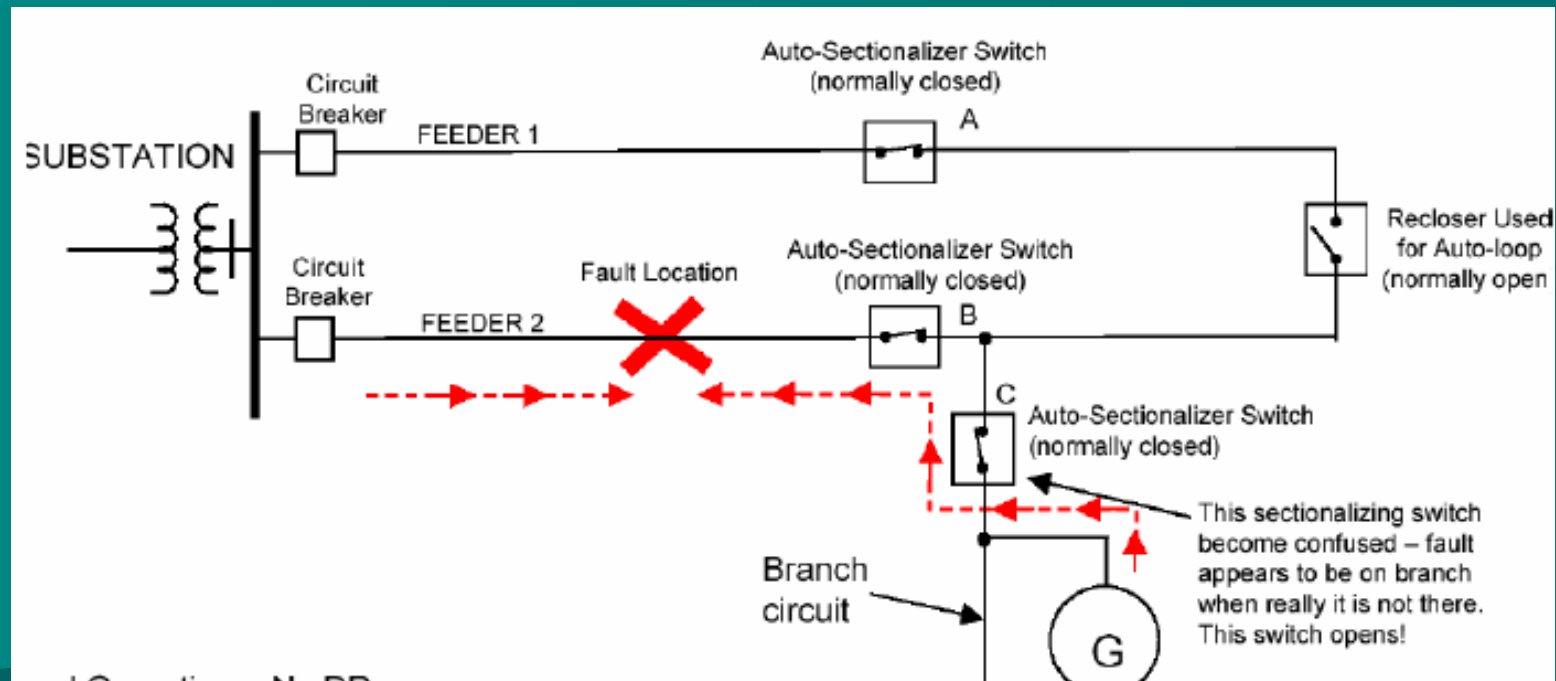 Auto-Sectionalizer Switch
(normally closed)
A
Circuit
Breaker
FEEDER 1
SUBSTATION
Recloser Used
for Auto-loop
(normally open
Auto-Sectionalizer Switch
(normally closed)
B
Circuit
Breaker
Fault Location
FEEDER 2
C
Auto-Sectionalizer Switch
(normally closed)
This sectionalizing switch
become confused – fault
appears to be on branch
when really it is not there.
This switch opens!
Branch
circuit
G